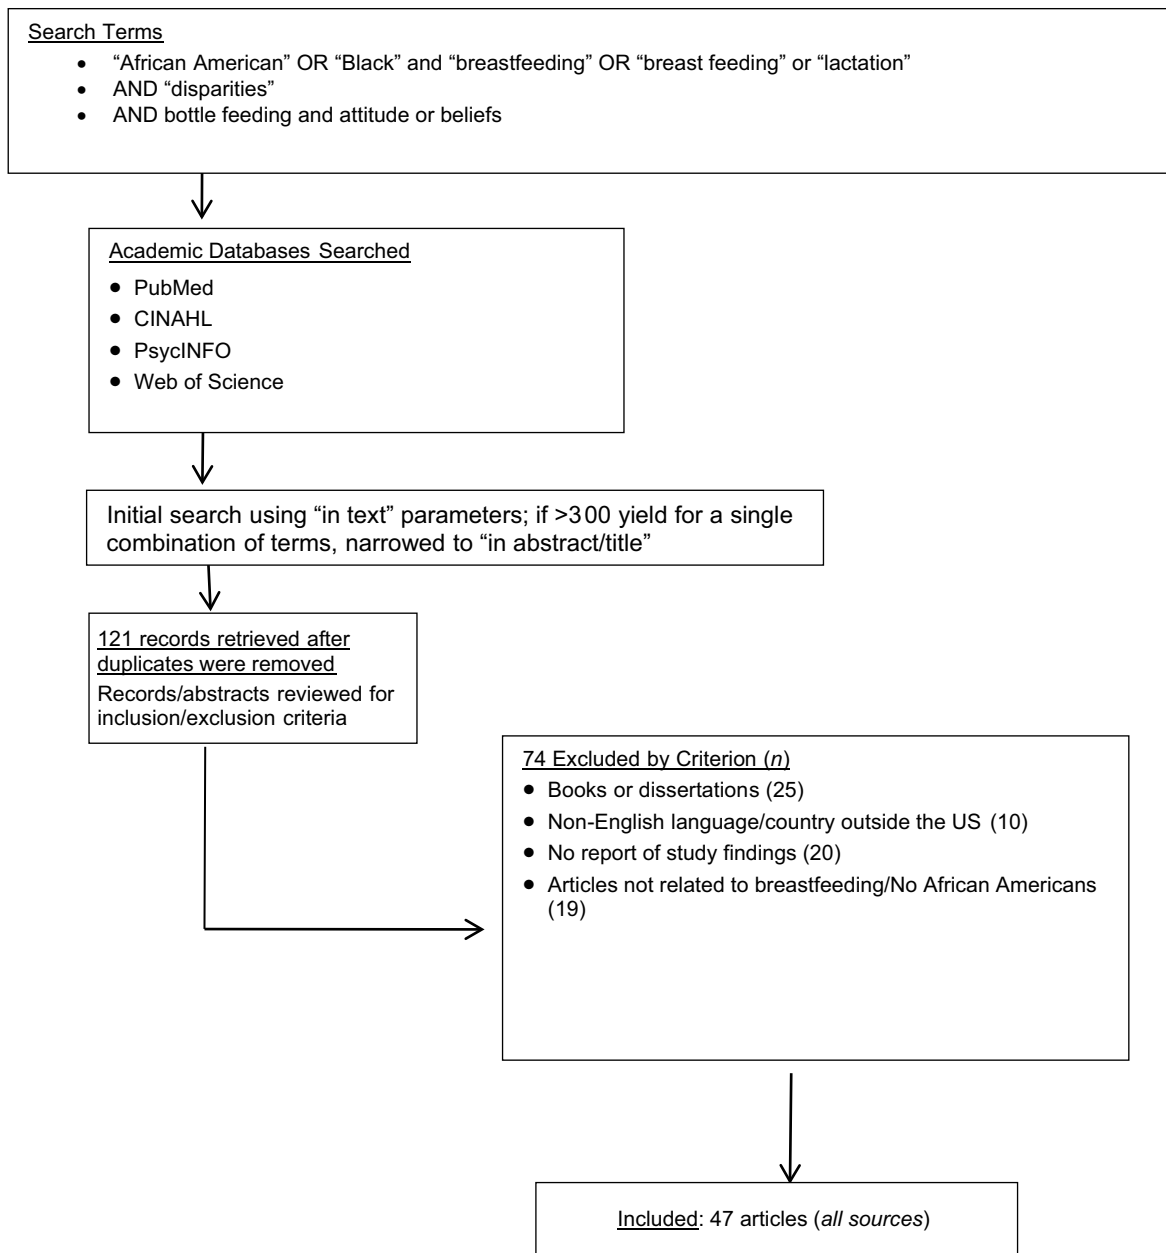 Search Terms
• “African American” OR “Black” and “breastfeeding” OR “breast feeding” or “lactation”
• AND “disparities”
• AND bottle feeding and attitude or beliefs
Academic Databases Searched
• PubMed
• CINAHL
• PsycINFO
• Web of Science
Initial search using “in text” parameters; if >300 yield for a single
combination of terms, narrowed to “in abstract/title”
121 records retrieved after
duplicates were removed
Records/abstracts reviewed for
inclusion/exclusion criteria
74 Excluded by Criterion (n)
• Books or dissertations (25)
• Non-English language/country outside the US (10)
• No report of study findings (20)
• Articles not related to breastfeeding/No African Americans
(19)
Included: 47 articles (all sources)